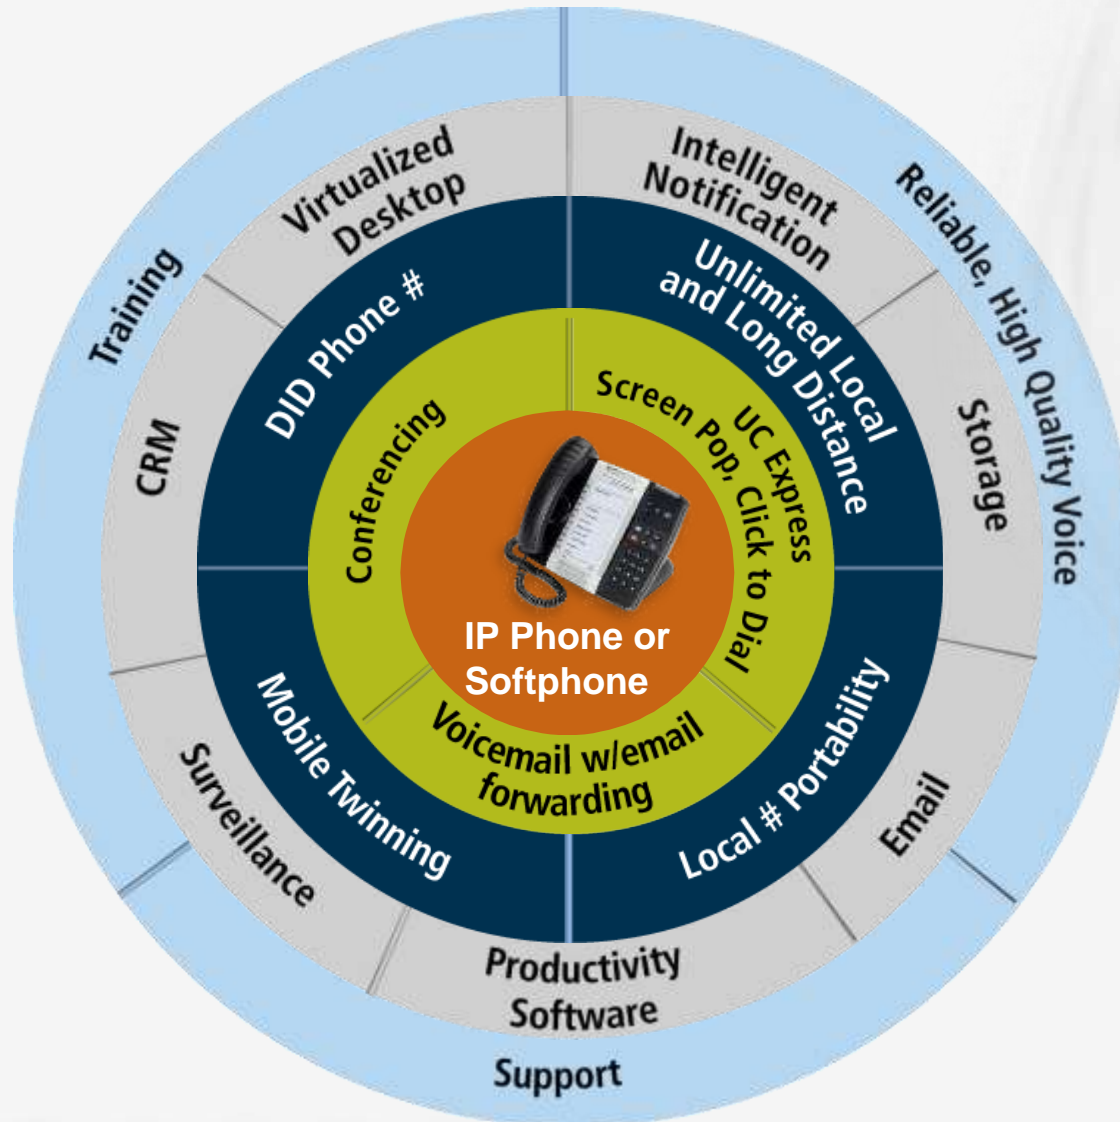 Training
Reliable, High Quality Voice
Support
Virtualized
Desktop
Intelligent
Notification
Storage
Email
Productivity
Software
Surveillance
CRM
DID Phone #
Unlimited Local
and Long Distance
Local # Portability
Mobile Twinning
Conferencing
UC Express
Screen Pop, Click to Dial
Voicemail w/email
forwarding
IP Phone or
Softphone